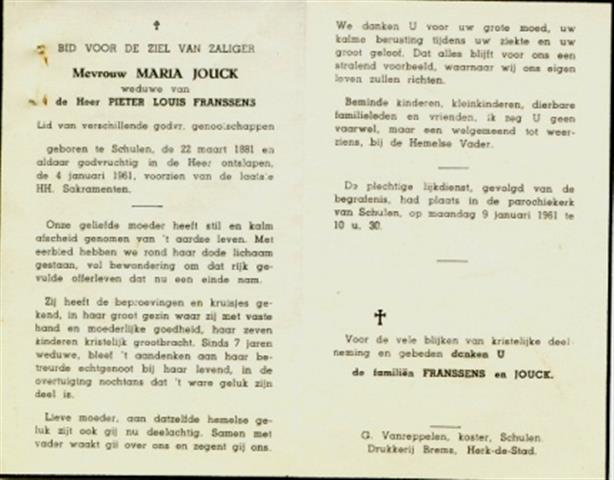 BID VOOR DE ZIEL VAN ZALIGER
Mevrouw MARIA JOUCK
weduwe van
de Heer PIETER LOUIS FRANSSENS
Lid van verschillende godvr. genootschappen
geboren te Schulen, de 22 maart 1881 en
aldaar godvruchtig in de Heer ontslapen,
de 4 januari 1961, voorzien van de laatste
HH. Sakramenten.
Onze geliefde moeder heeft stil en kalm
afscheid genomen van 't aardse leven. Met
eerbied hebben we rond haar dode lichaam
gestaan, vol bewondering om dat rijk ge-
vulde offerleven dat nu een einde nam.
Zij heeft de beproevingen en kruisjes ge-
kend, in haar groot gezin waar zij met vaste
hand en moederlijke goedheid, haar zeven
kinderen kristelijk grootbracht. Sinds 7 jaren
weduwe, bleef 't aandenken aan haar be-
treurde echtgenoot bij haar levend, in de
overtuiging nochtans dat 't ware geluk zijn
deel is.
Lieve moeder, aan datzelfde hemelse ge-
luk zijt ook gij nu deelachtig. Samen met
vader waakt gij over ons en zegent gij ons.
We danken U voor uw grote moed, uw
kalme berusting tijdens uw ziekte en uw
groot geloof. Dat alles blijft voor ons een
stralend voorbeeld, waarnaar wij ons eigen
leven zullen richten.
Beminde kinderen, kleinkinderen, dierbare
familieleden en vrienden, ik zeg U geen
vaarwel, maar een welgemeend tot weer-
ziens, bij de Hemelse Vader.
De plechtige lijkdienst, gevolgd van de
begrafenis, had plaats in de parochiekerk
van Schulen, op maandag 9 januari 1961 te
10 u. 30.
Voor de vele blijken van kristelijke deel-
neming en gebeden danken U
de familiën FRANSSENS en JOUCK.
G. Vanreppelen, koster, Schulen.
Drukkerij Brems, Herk-de-Stad.